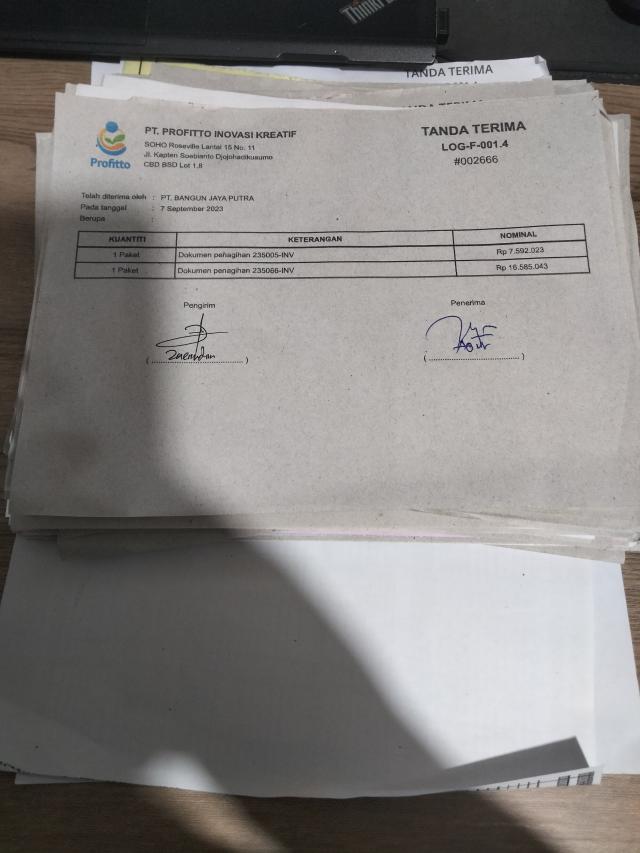 ThinkP
TANDA TERIMA
Profitto
PT. PROFITTO INOVASI KREATIF
SOHO Roseville Lantai 15 No. 11
Jl. Kapten Soebianto Djojohadikusumo
CBD BSD Lot 1.8
TANDA TERIMA
LOG-F-001.4
#002666
Telah diterima oleh : PT. BANGUN JAYA PUTRA
Pada tanggal : 7 September 2023
Berupa :
KUANTITI KETERANGAN NOMINAL
1 Paket Dokumen penagihan 235005-INV Rp 7.592.023
1 Paket Dokumen penagihan 235066-INV Rp 16.585.043
Pengirim Penerima
( ........................... ) ( ........................... )